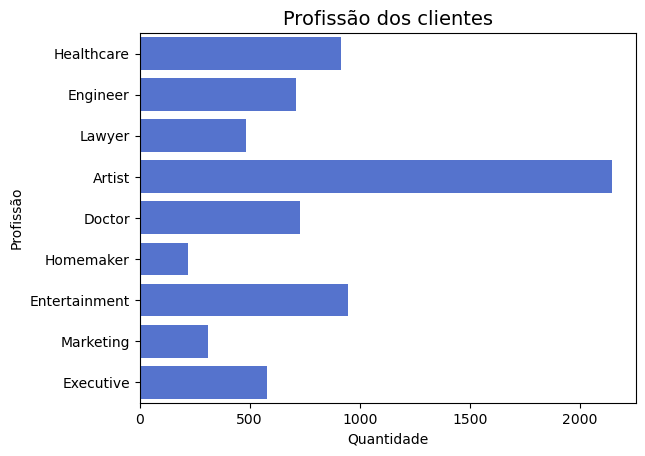 Profissão dos clientes
Healthcare
Engineer
Lawyer
Artist
Doctor
Homemaker
Entertainment
Marketing
Executive
Profissão
0 500 1000 1500 2000
Quantidade